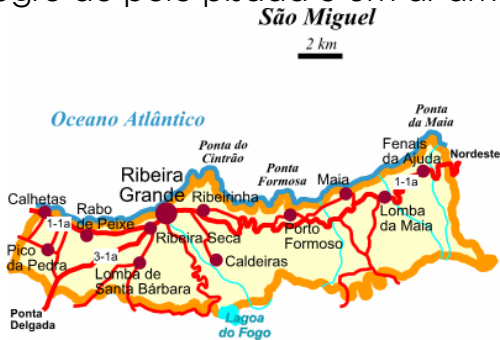 São Miguel
2 km
Oceano Atlântico
Ponta
da Maia
Ponta do
Cintrão
Ponta
Formosa
Fenais
da Ajuda
Nordeste
Ribeira
Grande
Ribeirinha
Maia
1-1a
Calhetas
Rabo
de Peixe
1-1a
Lomba
da Maia
Porto
Formoso
Ribeira Seca
Pico
da Pedra
3-1a
Caldeiras
Lomba de
Santa Bárbara
Ponta
Delgada
Lagoa
do Fogo